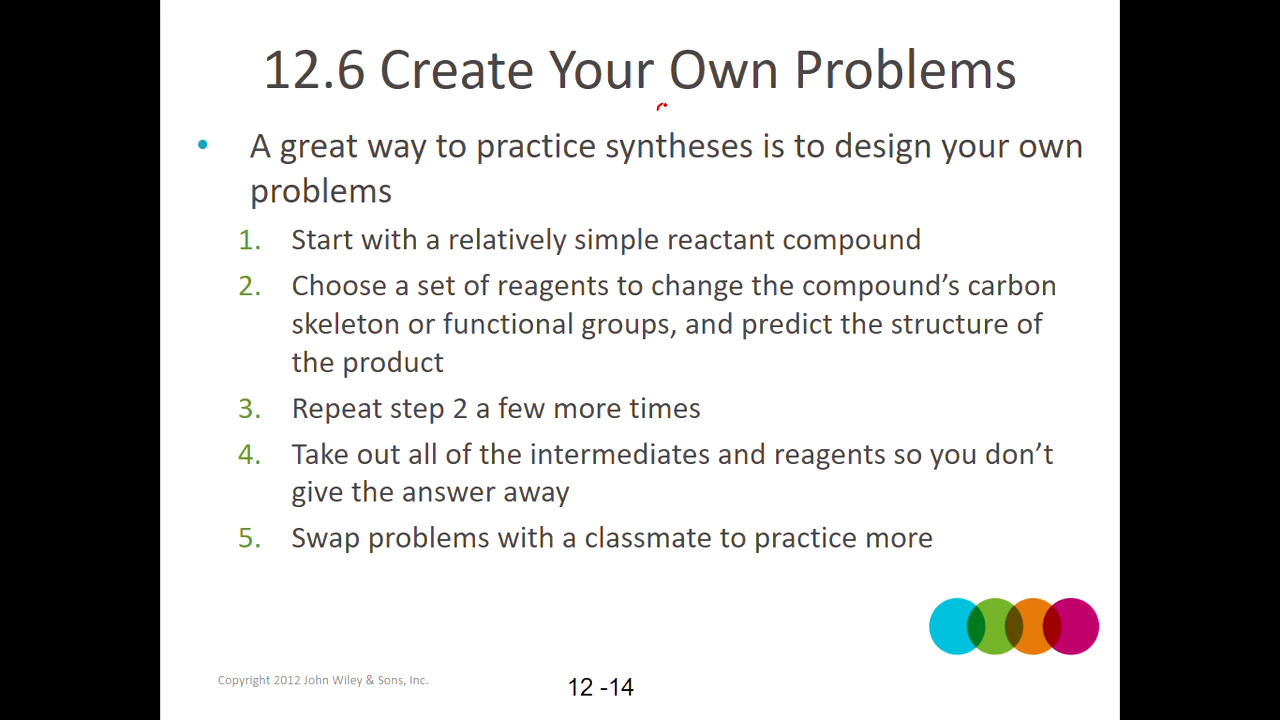 12.6 Create Your Own Problems
• A great way to practice syntheses is to design your own
problems
1. Start with a relatively simple reactant compound
2. Choose a set of reagents to change the compound’s carbon
skeleton or functional groups, and predict the structure of
the product
3. Repeat step 2 a few more times
4. Take out all of the intermediates and reagents so you don’t
give the answer away
5. Swap problems with a classmate to practice more
Copyright 2012 John Wiley & Sons, Inc.
12 -14